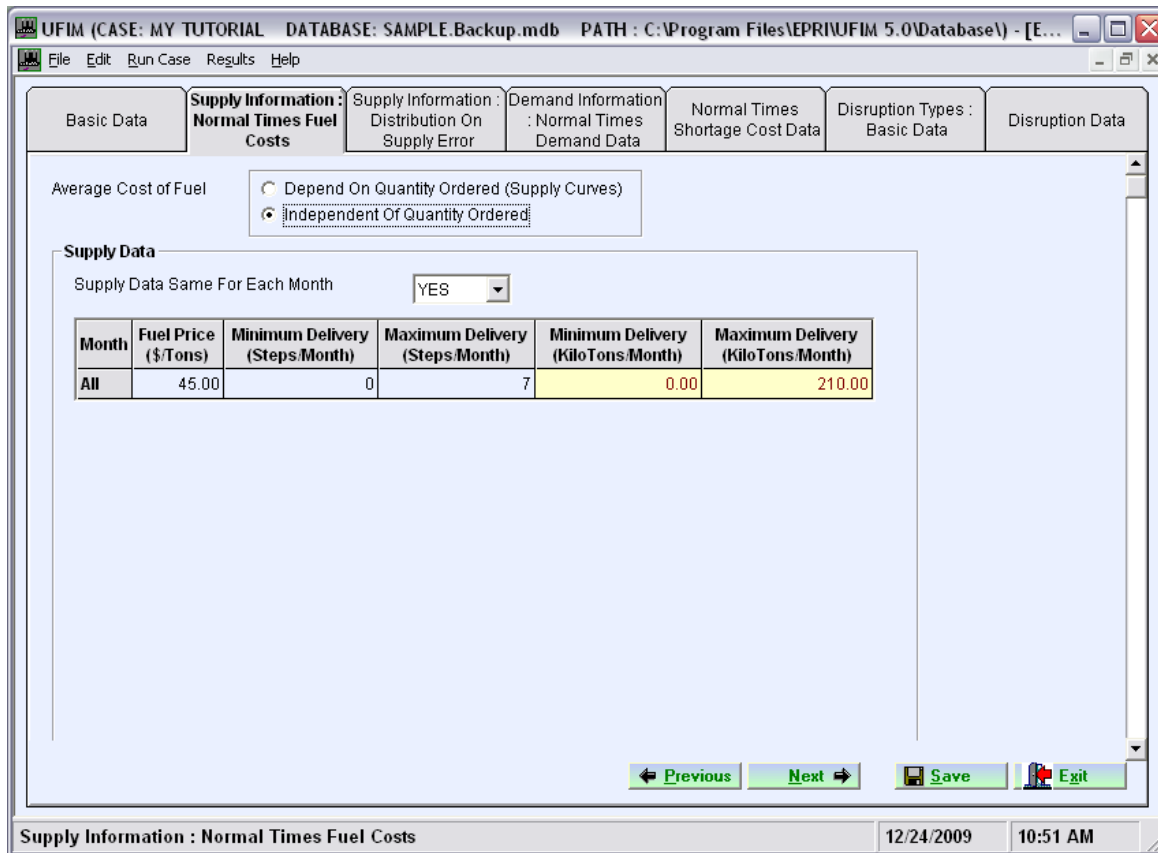 UFIM (CASE: MY TUTORIAL DATABASE: SAMPLE.Backup.mdb PATH : C:\Program Files\EPRI\UFIM 5.0\Database\) - [E...
File Edit Run Case Results Help
Basic Data
Supply Information :
Normal Times Fuel
Costs
Supply Information :
Distribution On
Supply Error
Demand Information
: Normal Times
Demand Data
Normal Times
Shortage Cost Data
Disruption Types :
Basic Data
Disruption Data
Average Cost of Fuel
Depend On Quantity Ordered (Supply Curves)
Independent Of Quantity Ordered
Supply Data
Supply Data Same For Each Month YES
Month Fuel Price ($/Tons) Minimum Delivery (Steps/Month) Maximum Delivery (Steps/Month) Minimum Delivery (KiloTons/Month) Maximum Delivery (KiloTons/Month)
All 45.00 0 7 0.00 210.00
Previous Next Save Exit
Supply Information : Normal Times Fuel Costs 12/24/2009 10:51 AM